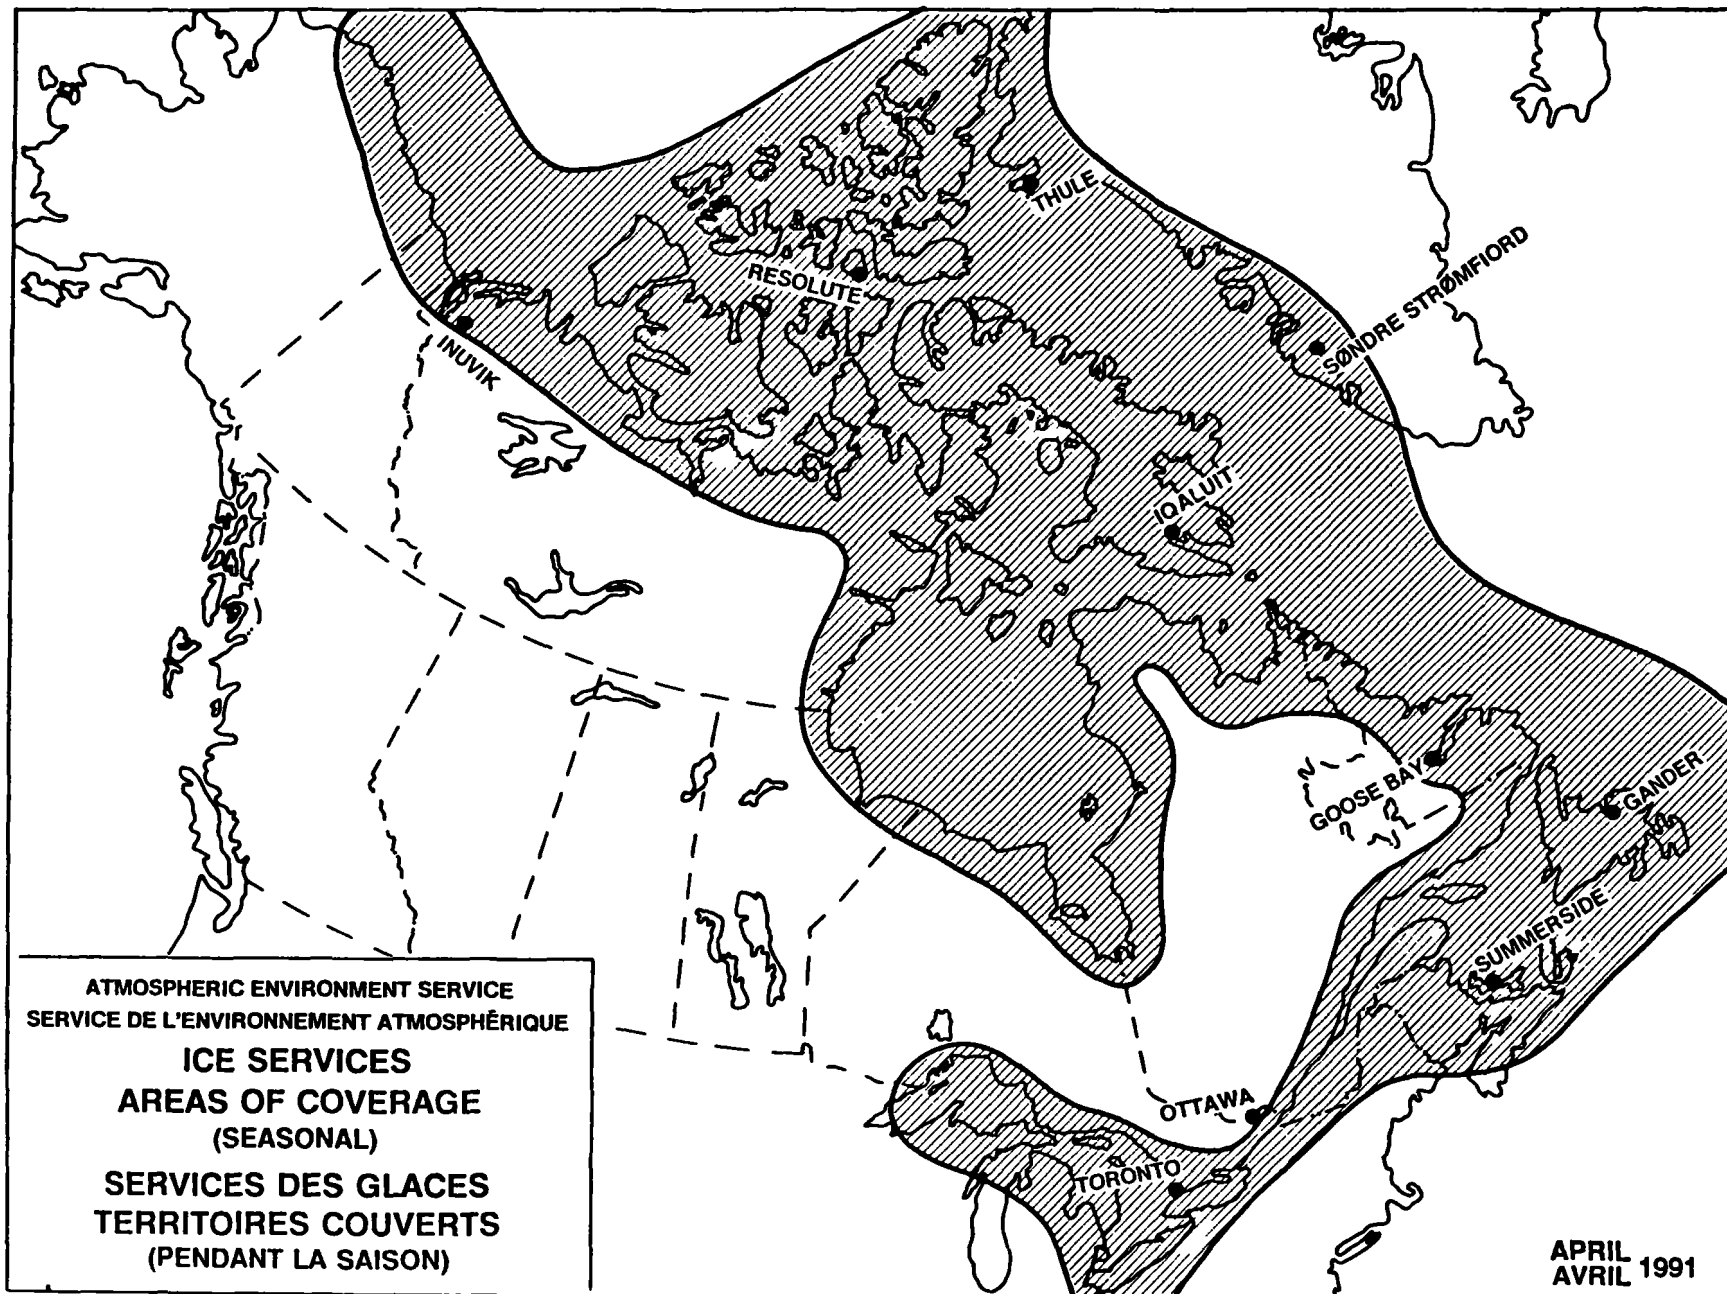 THULE
RESOLUTE
SØNDRE STRØMFIORD
INUVIK
IQALUIT
GOOSE BAY
GANDER
SUMMERSIDE
OTTAWA
TORONTO
ATMOSPHERIC ENVIRONMENT SERVICE
SERVICE DE L'ENVIRONNEMENT ATMOSPHÉRIQUE
ICE SERVICES
AREAS OF COVERAGE
(SEASONAL)
SERVICES DES GLACES
TERRITOIRES COUVERTS
(PENDANT LA SAISON)
APRIL
AVRIL 1991